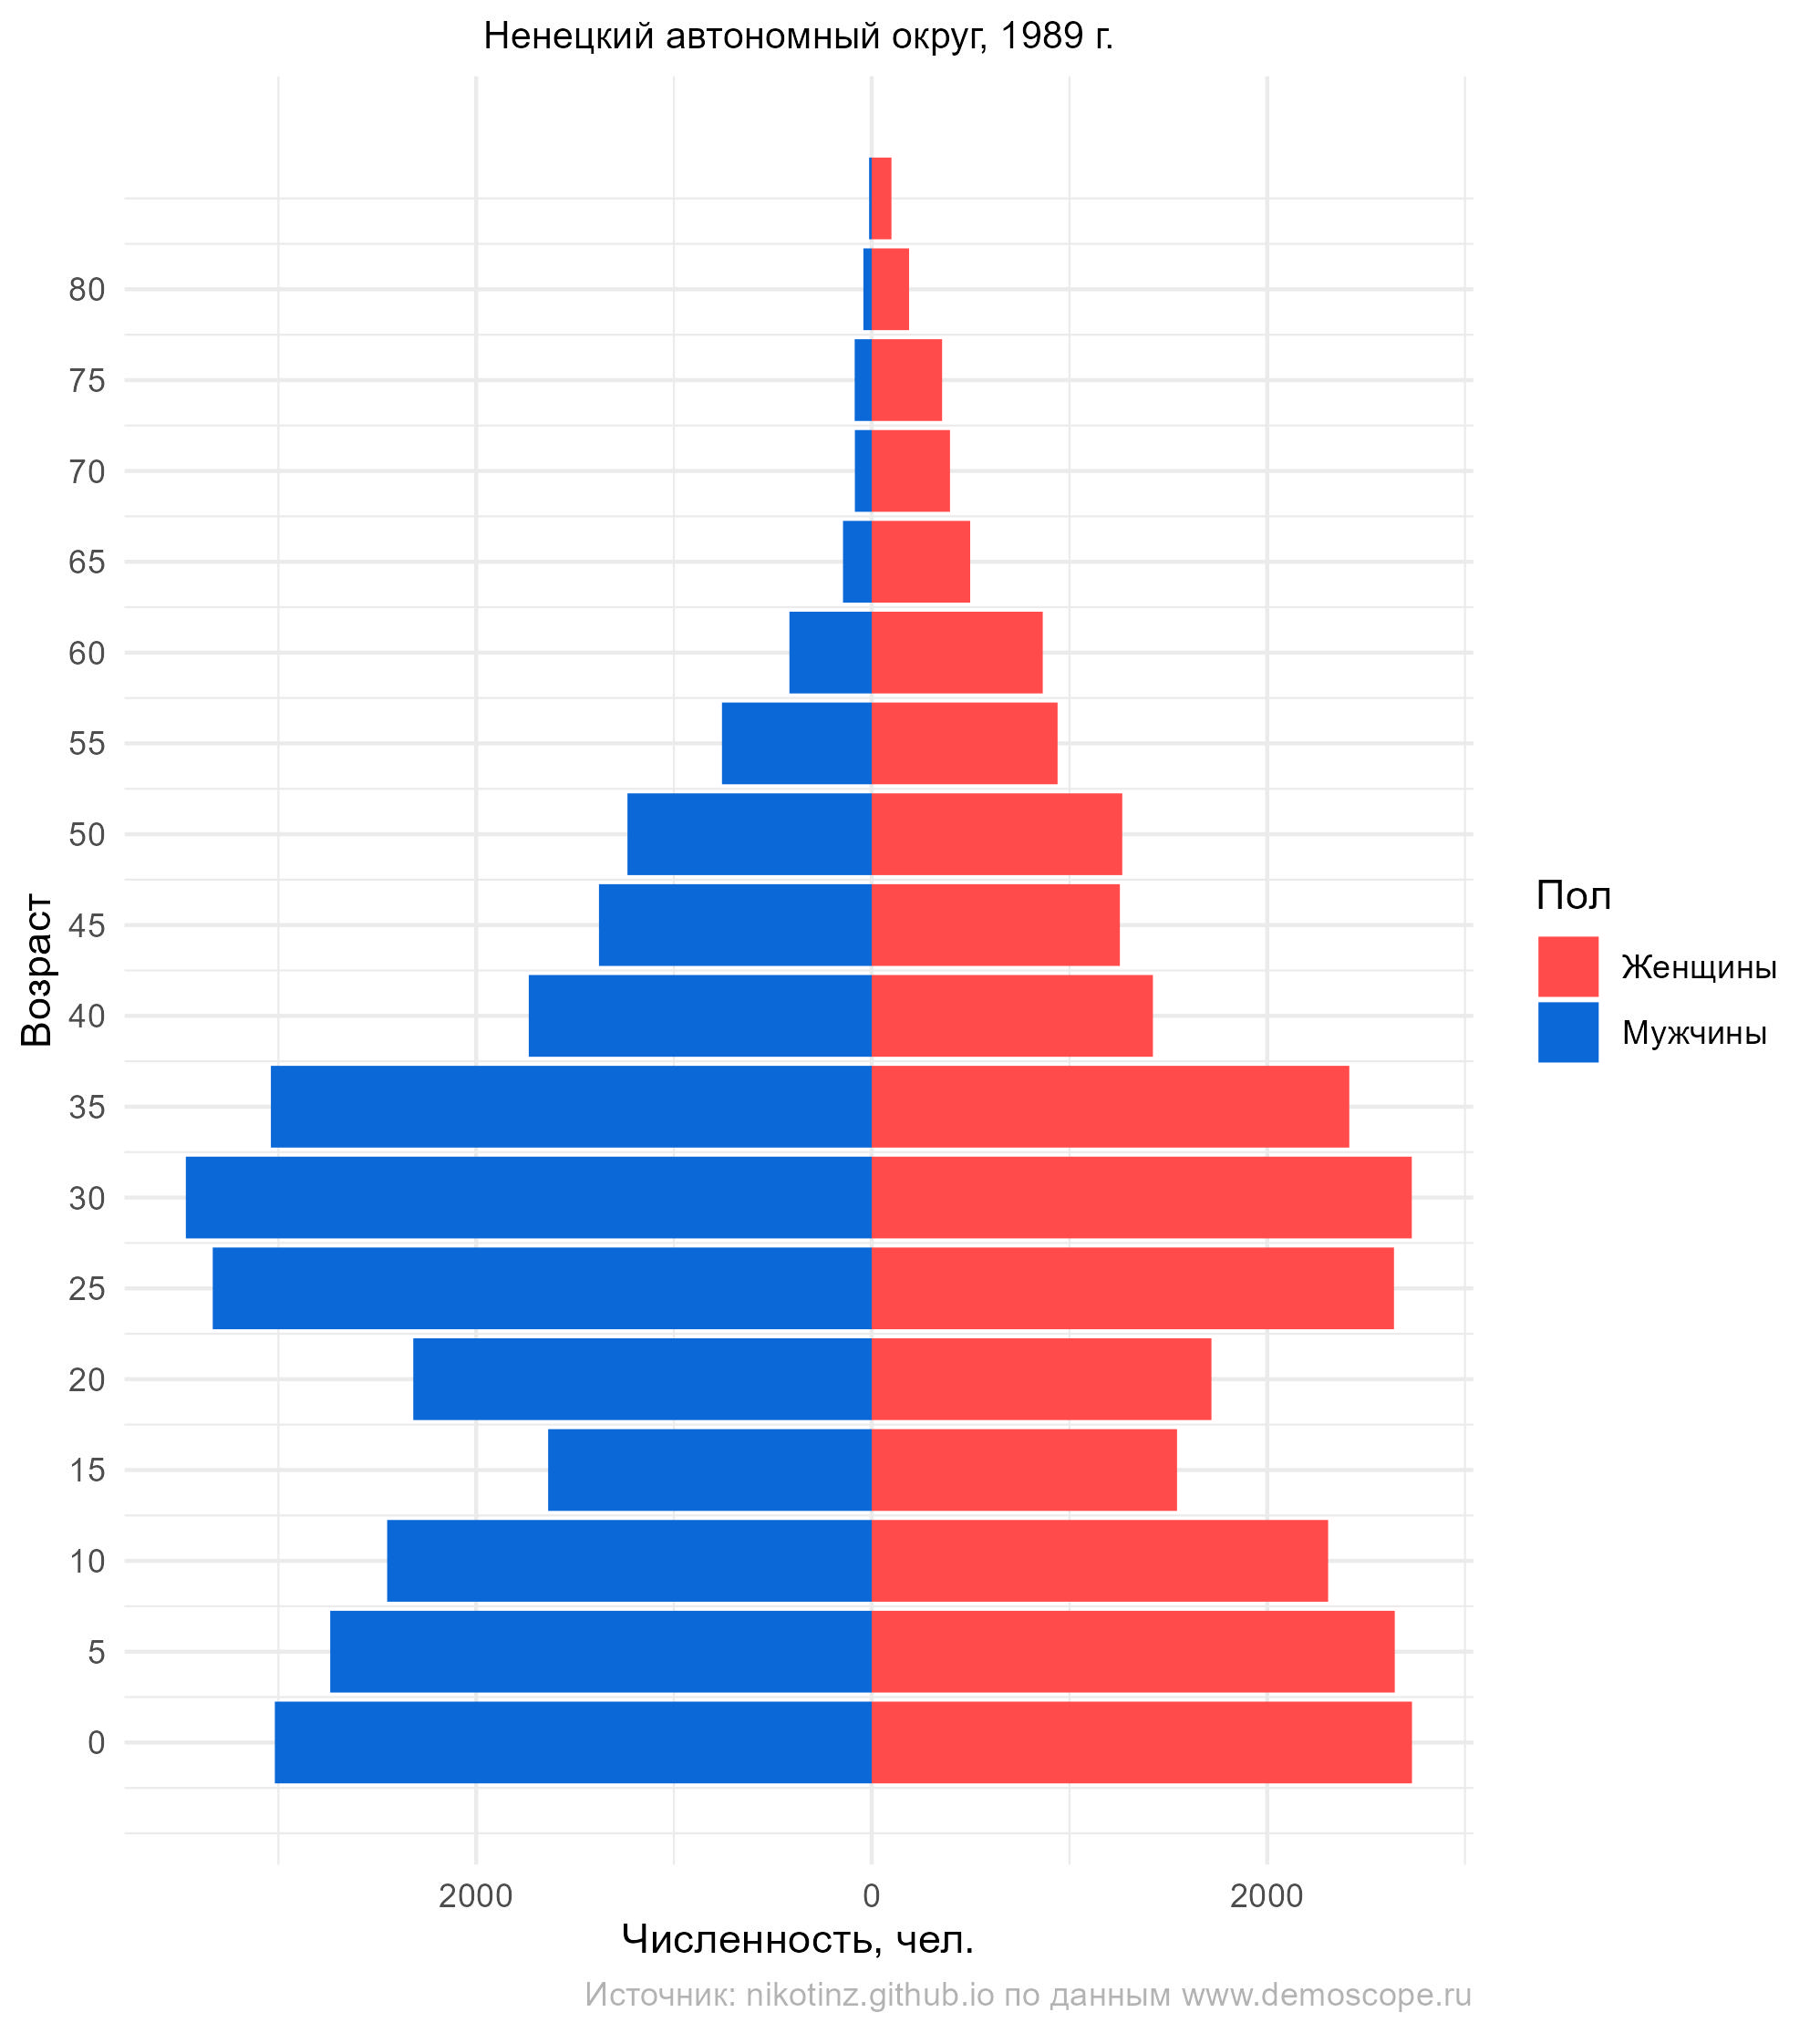 Ненецкий автономный округ, 1989 г.
80
75
70
65
60
55
50
45
40
35
30
25
20
15
10
5
0
Возраст
2000 0 2000
Численность, чел.
Пол
Женщины
Мужчины
Источник: nikotinz.github.io по данным www.demoscope.ru